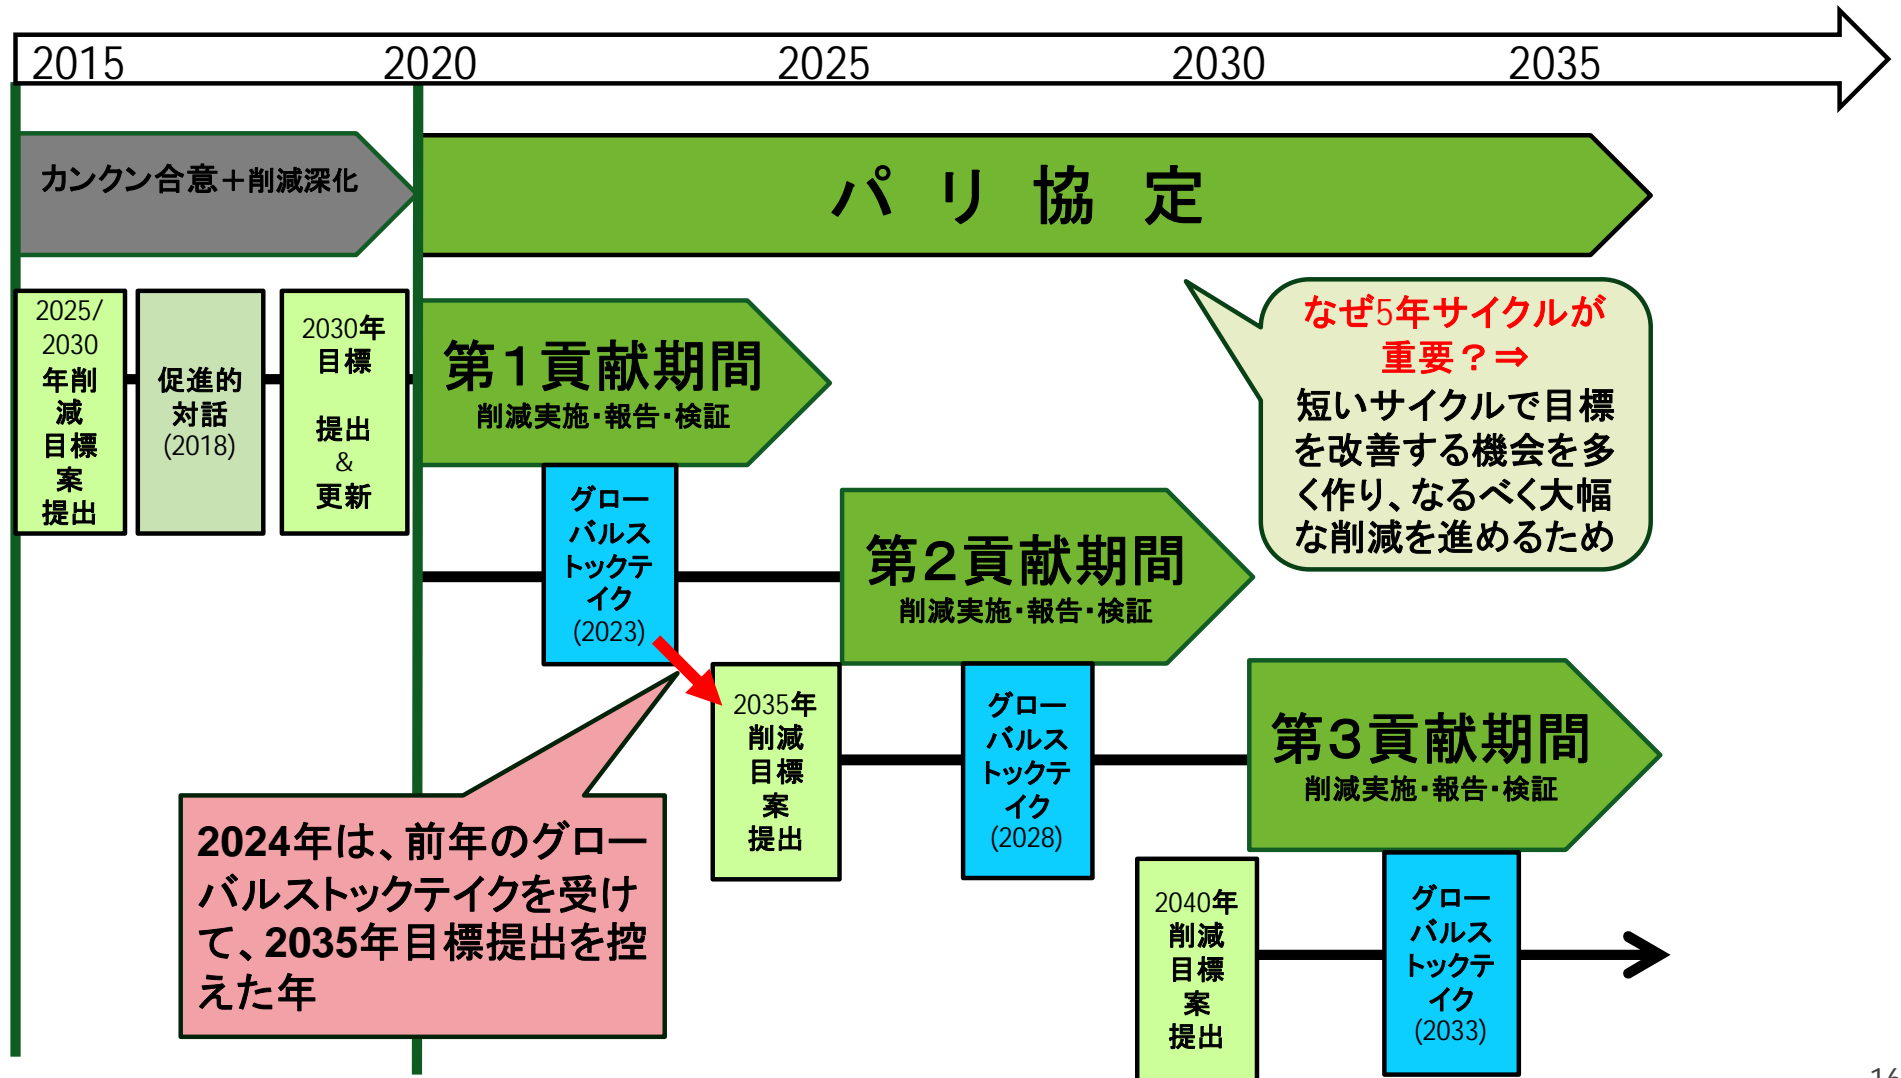 2015 2020 2025 2030 2035
カンクン合意＋削減深化
パリ協定
2025/
2030
年削
減
目標
案
提出
促進的
対話
(2018)
2030年
目標
提出
&
更新
第１貢献期間
削減実施・報告・検証
なぜ5年サイクルが
重要？⇒
短いサイクルで目標
を改善する機会を多
く作り、なるべく大幅
な削減を進めるため
グロー
バルス
トックテ
イク
(2023)
第２貢献期間
削減実施・報告・検証
2035年
削減
目標
案
提出
グロー
バルス
トックテ
イク
(2028)
第３貢献期間
削減実施・報告・検証
2024年は、前年のグロー
バルストックテイクを受け
て、2035年目標提出を控
えた年
2040年
削減
目標
案
提出
グロー
バルス
トックテ
イク
(2033)